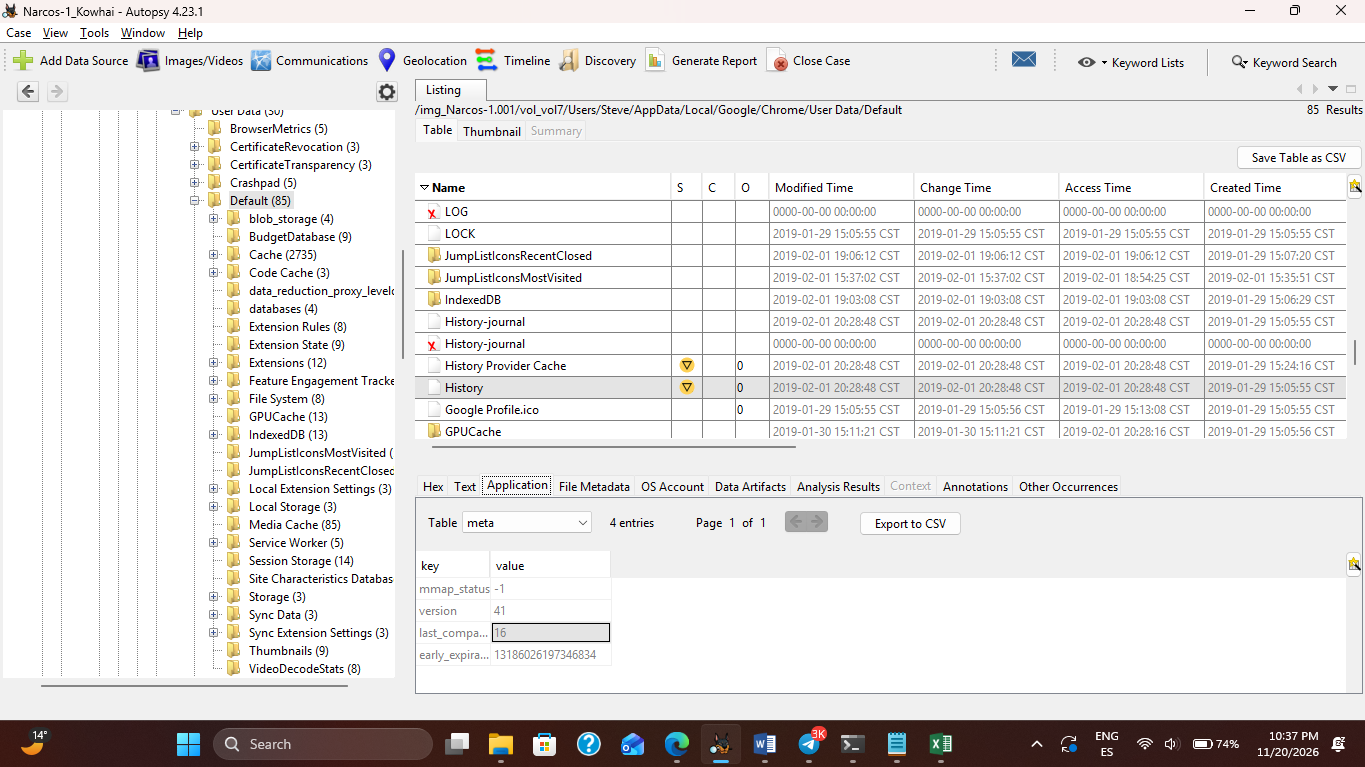 Narcos-1_Kowhai - Autopsy 4.23.1
Case View Tools Window Help
Add Data Source Images/Videos Communications Geolocation Timeline Discovery Generate Report Close Case Keyword Lists Keyword Search
User Data (30)
BrowserMetrics (5)
CertificateRevocation (3)
CertificateTransparency (3)
Crashpad (5)
Default (85)
blob_storage (4)
BudgetDatabase (9)
Cache (2735)
Code Cache (3)
data_reduction_proxy_leveldb
databases (4)
Extension Rules (8)
Extension State (9)
Extensions (12)
Feature Engagement Tracke
File System (8)
GPUCache (13)
IndexedDB (13)
JumpListIconsMostVisited (
JumpListIconsRecentClosed
Local Extension Settings (3)
Local Storage (3)
Media Cache (85)
Service Worker (5)
Session Storage (14)
Site Characteristics Databas
Storage (3)
Sync Data (3)
Sync Extension Settings (3)
Thumbnails (9)
VideoDecodeStats (8)
Listing
/img_Narcos-1.001/vol_vol7/Users/Steve/AppData/Local/Google/Chrome/User Data/Default 85 Results
Table Thumbnail Summary
Save Table as CSV
Name S C O Modified Time Change Time Access Time Created Time
LOG 0000-00-00 00:00:00 0000-00-00 00:00:00 0000-00-00 00:00:00 0000-00-00 00:00:00
LOCK 2019-01-29 15:05:55 CST 2019-01-29 15:05:55 CST 2019-01-29 15:05:55 CST 2019-01-29 15:05:55 CST
JumpListIconsRecentClosed 2019-02-01 19:06:12 CST 2019-02-01 19:06:12 CST 2019-02-01 19:06:12 CST 2019-01-29 15:07:20 CST
JumpListIconsMostVisited 2019-02-01 15:37:02 CST 2019-02-01 15:37:02 CST 2019-02-01 18:54:25 CST 2019-02-01 15:35:51 CST
IndexedDB 2019-02-01 19:03:08 CST 2019-02-01 19:03:08 CST 2019-02-01 19:03:08 CST 2019-01-29 15:06:29 CST
History-journal 2019-02-01 20:28:48 CST 2019-02-01 20:28:48 CST 2019-02-01 20:28:48 CST 2019-01-29 15:05:55 CST
History-journal 0000-00-00 00:00:00 0000-00-00 00:00:00 0000-00-00 00:00:00 0000-00-00 00:00:00
History Provider Cache 0 2019-02-01 20:28:48 CST 2019-02-01 20:28:48 CST 2019-02-01 20:28:48 CST 2019-01-29 15:24:16 CST
History 0 2019-02-01 20:28:48 CST 2019-02-01 20:28:48 CST 2019-02-01 20:28:48 CST 2019-01-29 15:05:55 CST
Google Profile.ico 0 2019-01-29 15:05:55 CST 2019-01-29 15:05:56 CST 2019-01-29 15:13:08 CST 2019-01-29 15:05:55 CST
GPUCache 2019-01-30 15:11:21 CST 2019-01-30 15:11:21 CST 2019-02-01 20:28:16 CST 2019-01-29 15:05:56 CST
Hex Text Application File Metadata OS Account Data Artifacts Analysis Results Context Annotations Other Occurrences
Table meta 4 entries Page 1 of 1 Export to CSV
key value
mmap_status -1
version 41
last_compa... 16
early_expira... 13186026197346834
14°
Search
3K
ENG
ES
74%
10:37 PM
11/20/2026